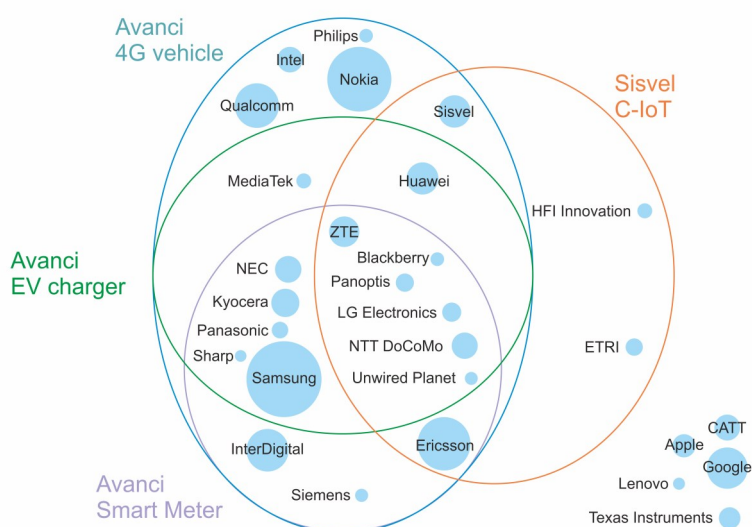 Avanci
4G vehicle
Philips
Intel
Nokia
Qualcomm
Sisvel
Sisvel
C-IoT
MediaTek
Huawei
HFI Innovation
ZTE
Avanci
EV charger
NEC
Blackberry
Panoptis
Kyocera
LG Electronics
Panasonic
NTT DoCoMo
ETRI
Sharp
Samsung
Unwired Planet
CATT
InterDigital
Ericsson
Apple
Google
Avanci
Smart Meter
Siemens
Lenovo
Texas Instruments